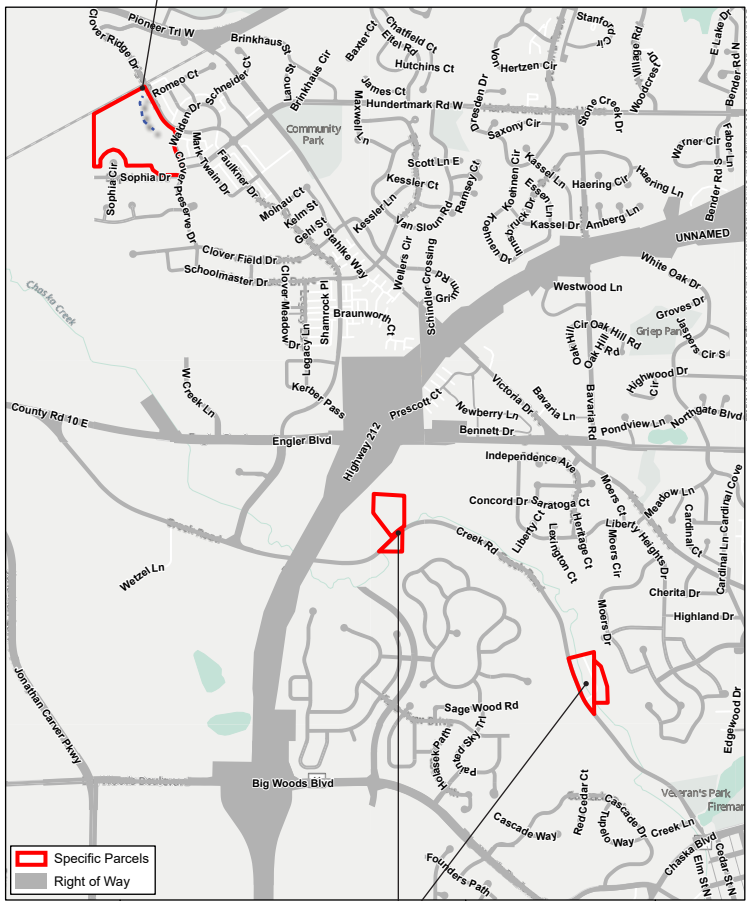 Pioneer Trl W
Clover Ridge Dr
Brinkhaus St
Chatfield Ct
Baxter Ct
Eitel Rd
Hutchins Ct
Von Hertzen Cir
Stanford Cir
Village Rd
Woodcrest Dr
E Lake Dr
Bender Rd N
Romeo Ct
Schneider Ct
Lano St
Brinkhaus Cir
James Ct
Hundertmark Rd W
Maxwell Ln
Dresden Dr
Saxony Cir
Stone Creek Dr
Faber Ln
Warner Cir
Walden Dr
Community
Park
Mark Twain Dr
Faulkner Dr
Scott Ln E
Kessler Ct
Ramsey Ct
Koehnen Cir
Kassel Ln
Essen Ln
Haering Cir
Haering Ln
Bender Rd S
Sophia Cir
Sophia Dr
Clover Preserve Dr
Molnau Ct
Kelm St
Gehl St
Kessler Ln
Van Sloun Rd
Koehnen Dr
Innsbruck Dr
Kassel Dr
Amberg Ln
UNNAMED
Stahlke Way
Clover Field Dr
Schoolmaster Dr
Wellers Cir
Schindler Crossing
White Oak Dr
Westwood Ln
Groves Dr
Chaska Creek
Clover Meadow Dr
Legacy Ln
Shamrock Pl
Braunworth Ct
Cir Oak Hill Rd
Oak Hill
Oak Hill Rd
Griep Park
Jaspers Cir S
Highwood Dr
Cir
W Creek Ln
Kerber Pass
Prescott Ct
Victoria Dr
Newberry Ln
Bavaria Ln
Bavaria Rd
Pondview Ln
Northgate Blvd
County Rd 10 E
Engler Blvd
Highway 212
Bennett Dr
Independence Ave
Concord Dr
Saratoga Ct
Liberty Ct
Lexington Ct
Heritage Ct
Moers Ct
Moers Cir
Liberty Heights Dr
Meadow Ln
Cardinal Ct
Cardinal Ln
Cardinal Cove
Creek Road
Creek Rd
Creek Road
Wetzel Ln
Cherita Dr
Highland Dr
Moers Dr
Edgewood Dr
Jonathan Carver Pkwy
Sage Wood Rd
Holasek Path
Painted Sky Trl
Big Woods Blvd
Red Cedar Ct
Cascade Dr
Cascade Way
Tupelo Way
Creek Ln
Veteran's Park
Fireman
Chaska Blvd
Elm St N
Cedar St N
Founders Path
Specific Parcels
Right of Way